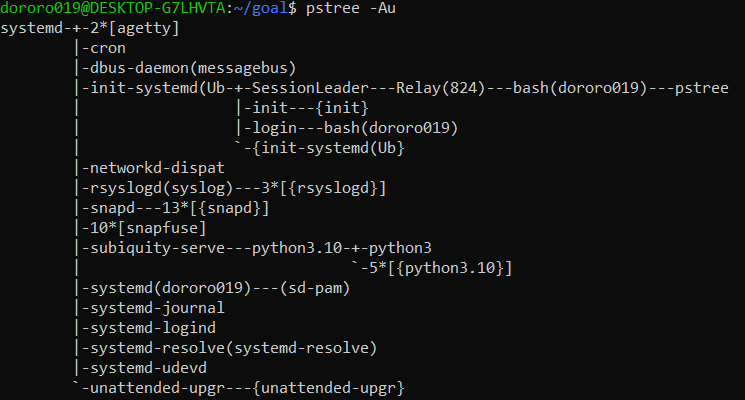 dororo019@DESKTOP-G7LHVTA:~/goal$ pstree -Au
systemd-+-2*[agetty]
        |-cron
        |-dbus-daemon(messagebus)
        |-init-systemd(Ub-+-SessionLeader---Relay(824)---bash(dororo019)---pstree
        |                 |-init---{init}
        |                 |-login---bash(dororo019)
        |                 `-{init-systemd(Ub}
        |-networkd-dispat
        |-rsyslogd(syslog)---3*[{rsyslogd}]
        |-snapd---13*[{snapd}]
        |-10*[snapfuse]
        |-subiquity-serve---python3.10-+-python3
        |                              `-5*[{python3.10}]
        |-systemd(dororo019)---(sd-pam)
        |-systemd-journal
        |-systemd-logind
        |-systemd-resolve(systemd-resolve)
        |-systemd-udevd
        `-unattended-upgr---{unattended-upgr}